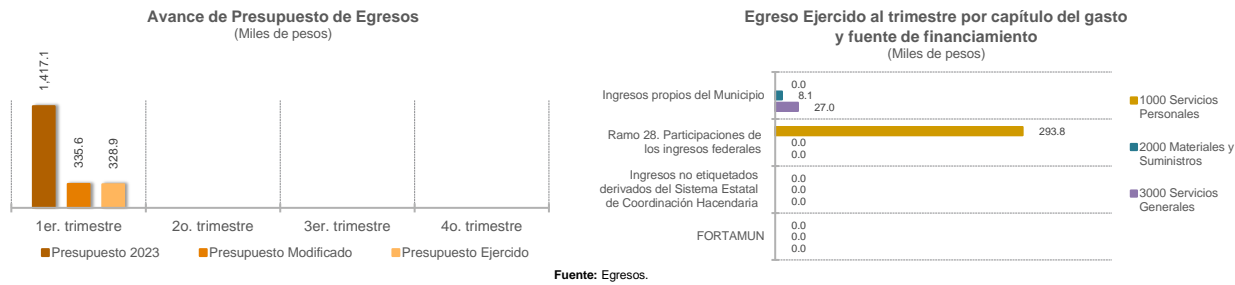 Avance de Presupuesto de Egresos
(Miles de pesos)
1,417.1
335.6
328.9
1er. trimestre
2o. trimestre
3er. trimestre
4o. trimestre
Presupuesto 2023
Presupuesto Modificado
Presupuesto Ejercido
Egreso Ejercido al trimestre por capítulo del gasto
y fuente de financiamiento
(Miles de pesos)
Ingresos propios del Municipio
0.0
8.1
27.0
Ramo 28. Participaciones de
los ingresos federales
293.8
0.0
0.0
Ingresos no etiquetados
derivados del Sistema Estatal
de Coordinación Hacendaria
0.0
0.0
0.0
FORTAMUN
0.0
0.0
0.0
1000 Servicios
Personales
2000 Materiales y
Suministros
3000 Servicios
Generales
Fuente: Egresos.